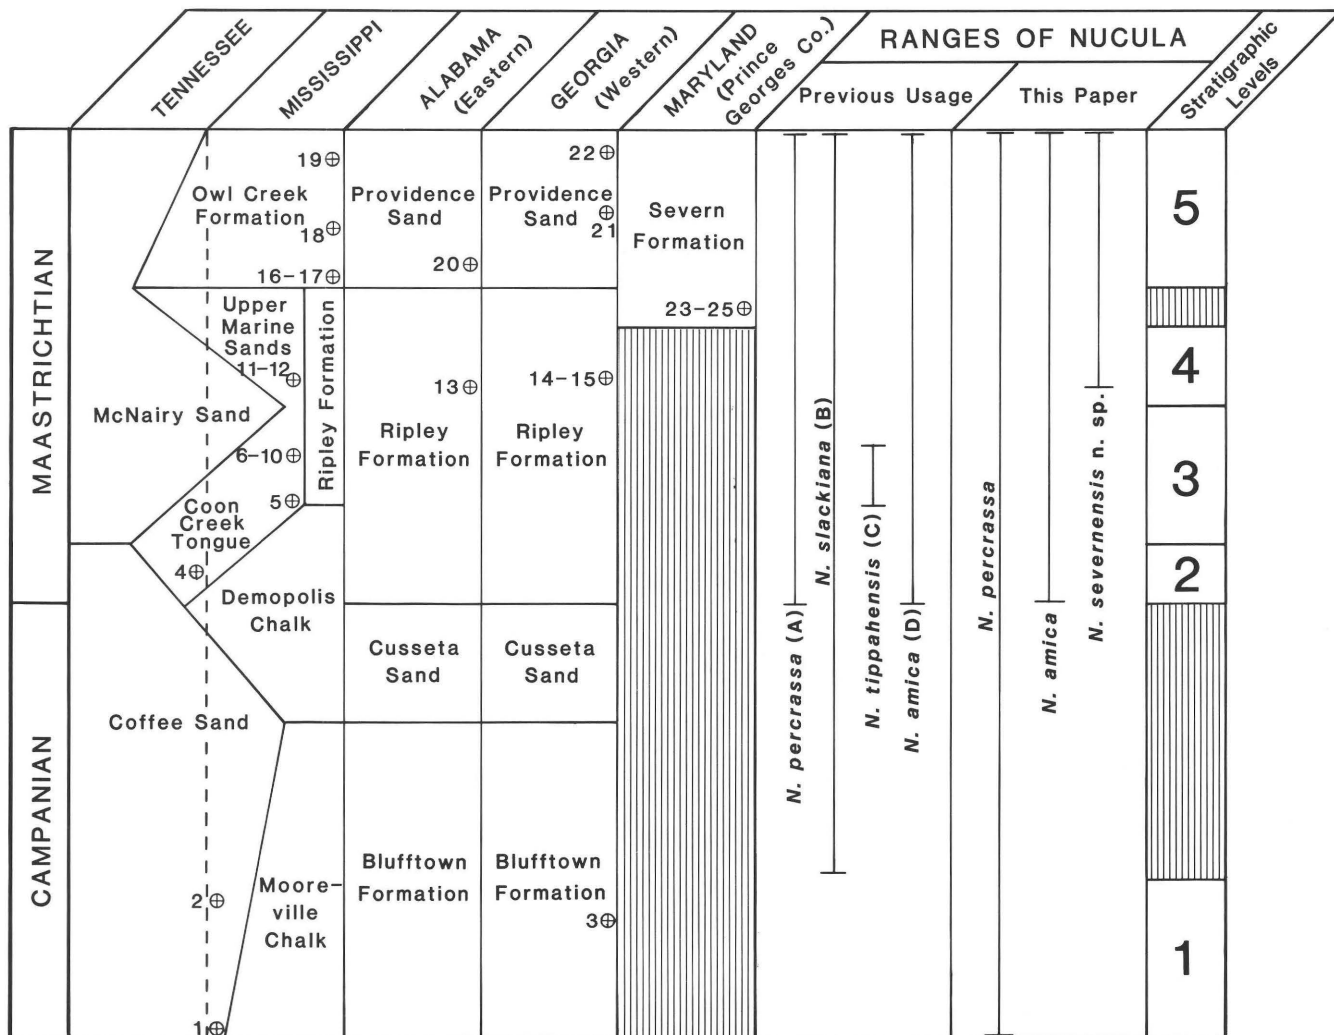 TENNESSEE
MISSISSIPPI
ALABAMA
(Eastern)
GEORGIA
(Western)
MARYLAND
(Prince
Georges Co.)
RANGES OF NUCULA
Previous Usage
This Paper
Stratigraphic
Levels
MAASTRICHTIAN
CAMPANIAN
19
Owl Creek
Formation
18
16-17
Upper
Marine
Sands
11-12
McNairy Sand
Ripley Formation
6-10
5
Coon
Creek
Tongue
4
Demopolis
Chalk
Coffee Sand
2
Moore-
ville
Chalk
1
Providence
Sand
20
13
Ripley
Formation
Cusseta
Sand
Blufftown
Formation
22
Providence
Sand
21
14-15
Ripley
Formation
Cusseta
Sand
Blufftown
Formation
3
Severn
Formation
23-25
N. percrassa (A)
N. slackiana (B)
N. tippahensis (C)
N. amica (D)
N. percrassa
N. amica
N. severnensis n. sp.
5
4
3
2
1